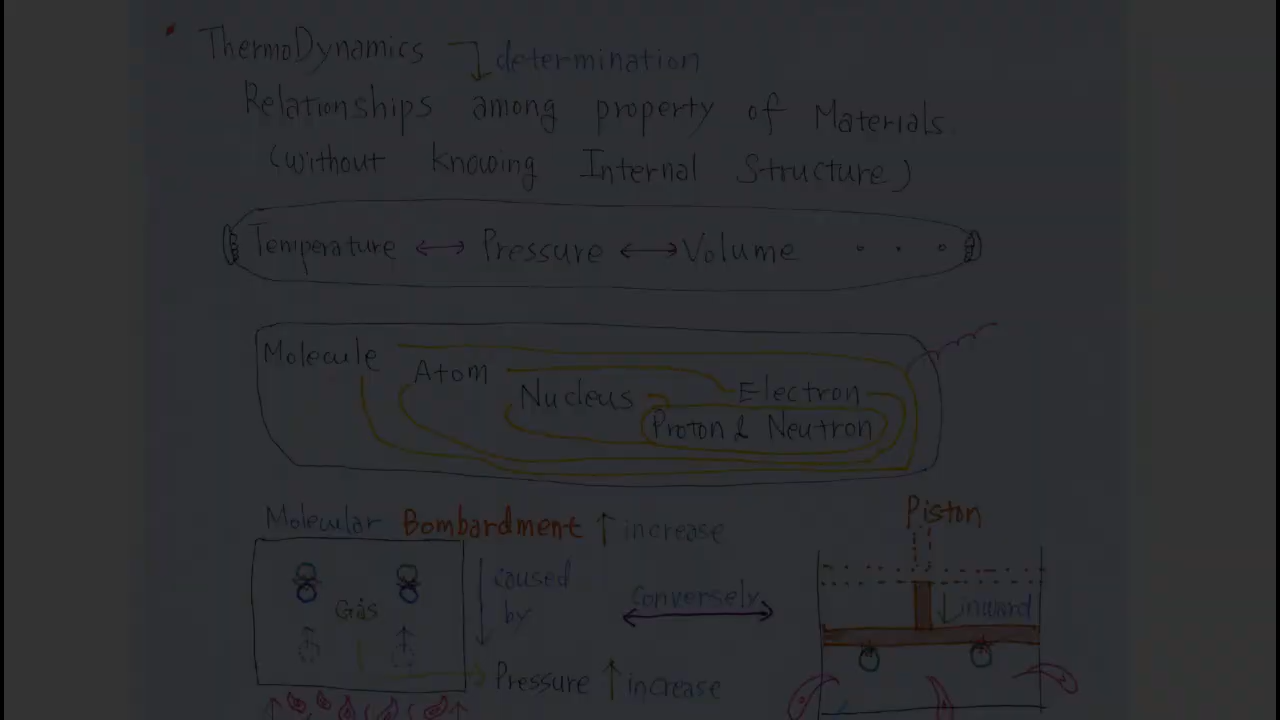 ThermoDynamics determination
Relationships among property of Materials
(without knowing Internal Structure)
Temperature Pressure Volume
Molecule
Atom
Nucleus Electron
Proton & Neutron
Piston
Molecular Bombardment ↑ increase
caused
by
Gas
Conversely
↓ inward
Pressure ↑ increase